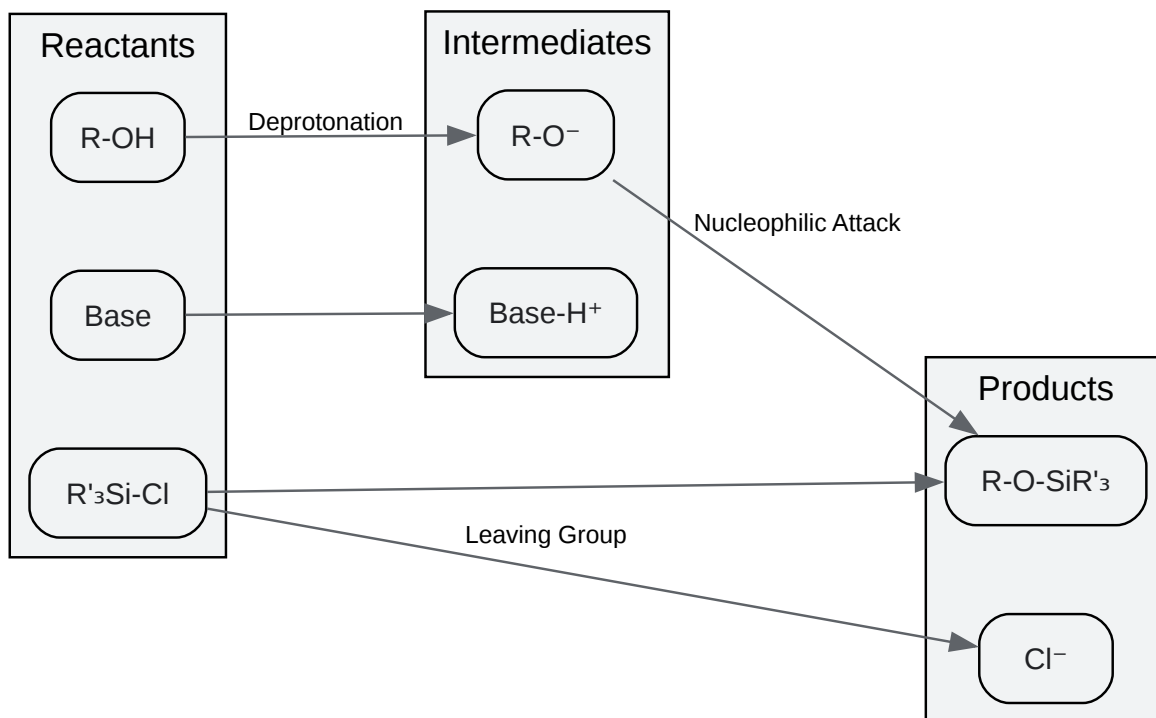 Reactants
R-OH
Base
R'₃Si-Cl
Deprotonation
Intermediates
R-O⁻
Base-H⁺
Nucleophilic Attack
Leaving Group
Products
R-O-SiR'₃
Cl⁻